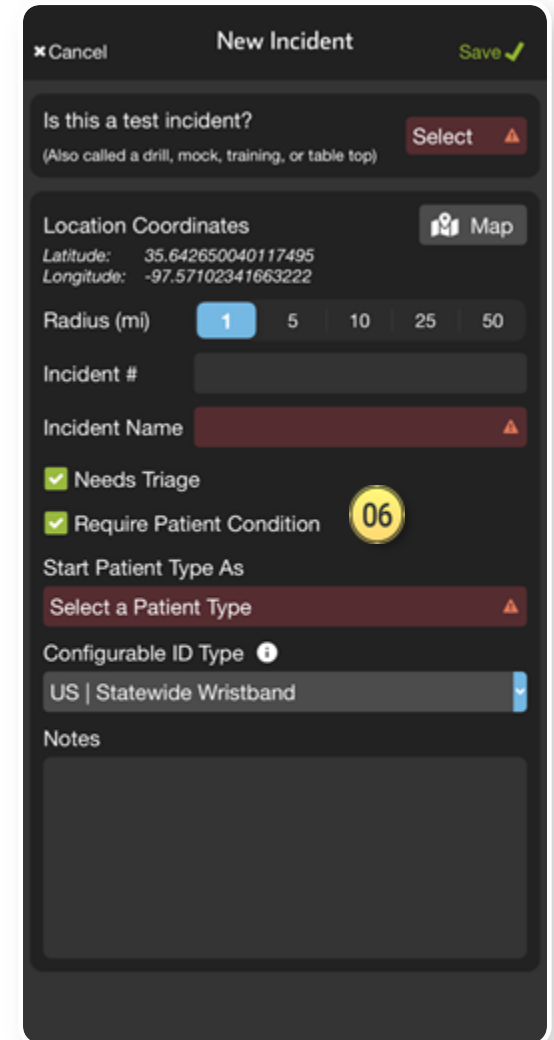 ×Cancel New Incident Save
Is this a test incident? Select
(Also called a drill, mock, training, or table top)
Location Coordinates Map
Latitude: 35.642650040117495
Longitude: -97.57102341663222
Radius (mi) 1 5 10 25 50
Incident #
Incident Name
Needs Triage
Require Patient Condition 06
Start Patient Type As
Select a Patient Type
Configurable ID Type
US | Statewide Wristband
Notes